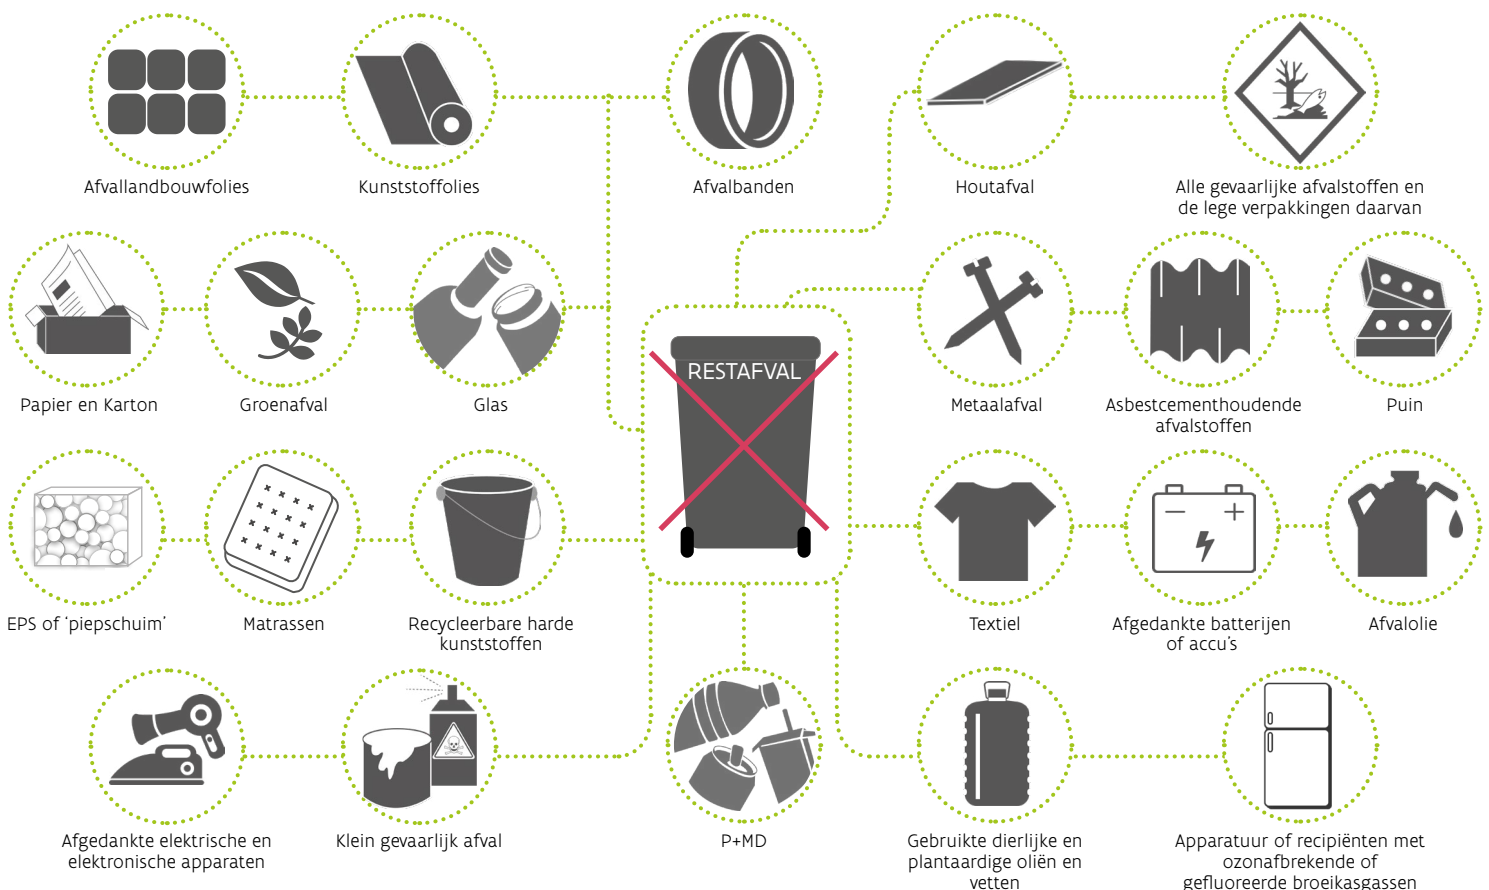 Afvallandbouwfolies
Kunststoffolies
Afvalbanden
Houtafval
Alle gevaarlijke afvalstoffen en
de lege verpakkingen daarvan
Papier en Karton
Groenafval
Glas
RESTAFVAL
Metaalafval
Asbestcementhoudende
afvalstoffen
Puin
EPS of ‘piepschuim’
Matrassen
Recycleerbare harde
kunststoffen
Textiel
Afgedankte batterijen
of accu's
Afvalolie
Afgedankte elektrische en
elektronische apparaten
Klein gevaarlijk afval
P+MD
Gebruikte dierlijke en
plantaardige oliën en
vetten
Apparatuur of recipiënten met
ozonafbrekende of
gefluoreerde broeikasgassen